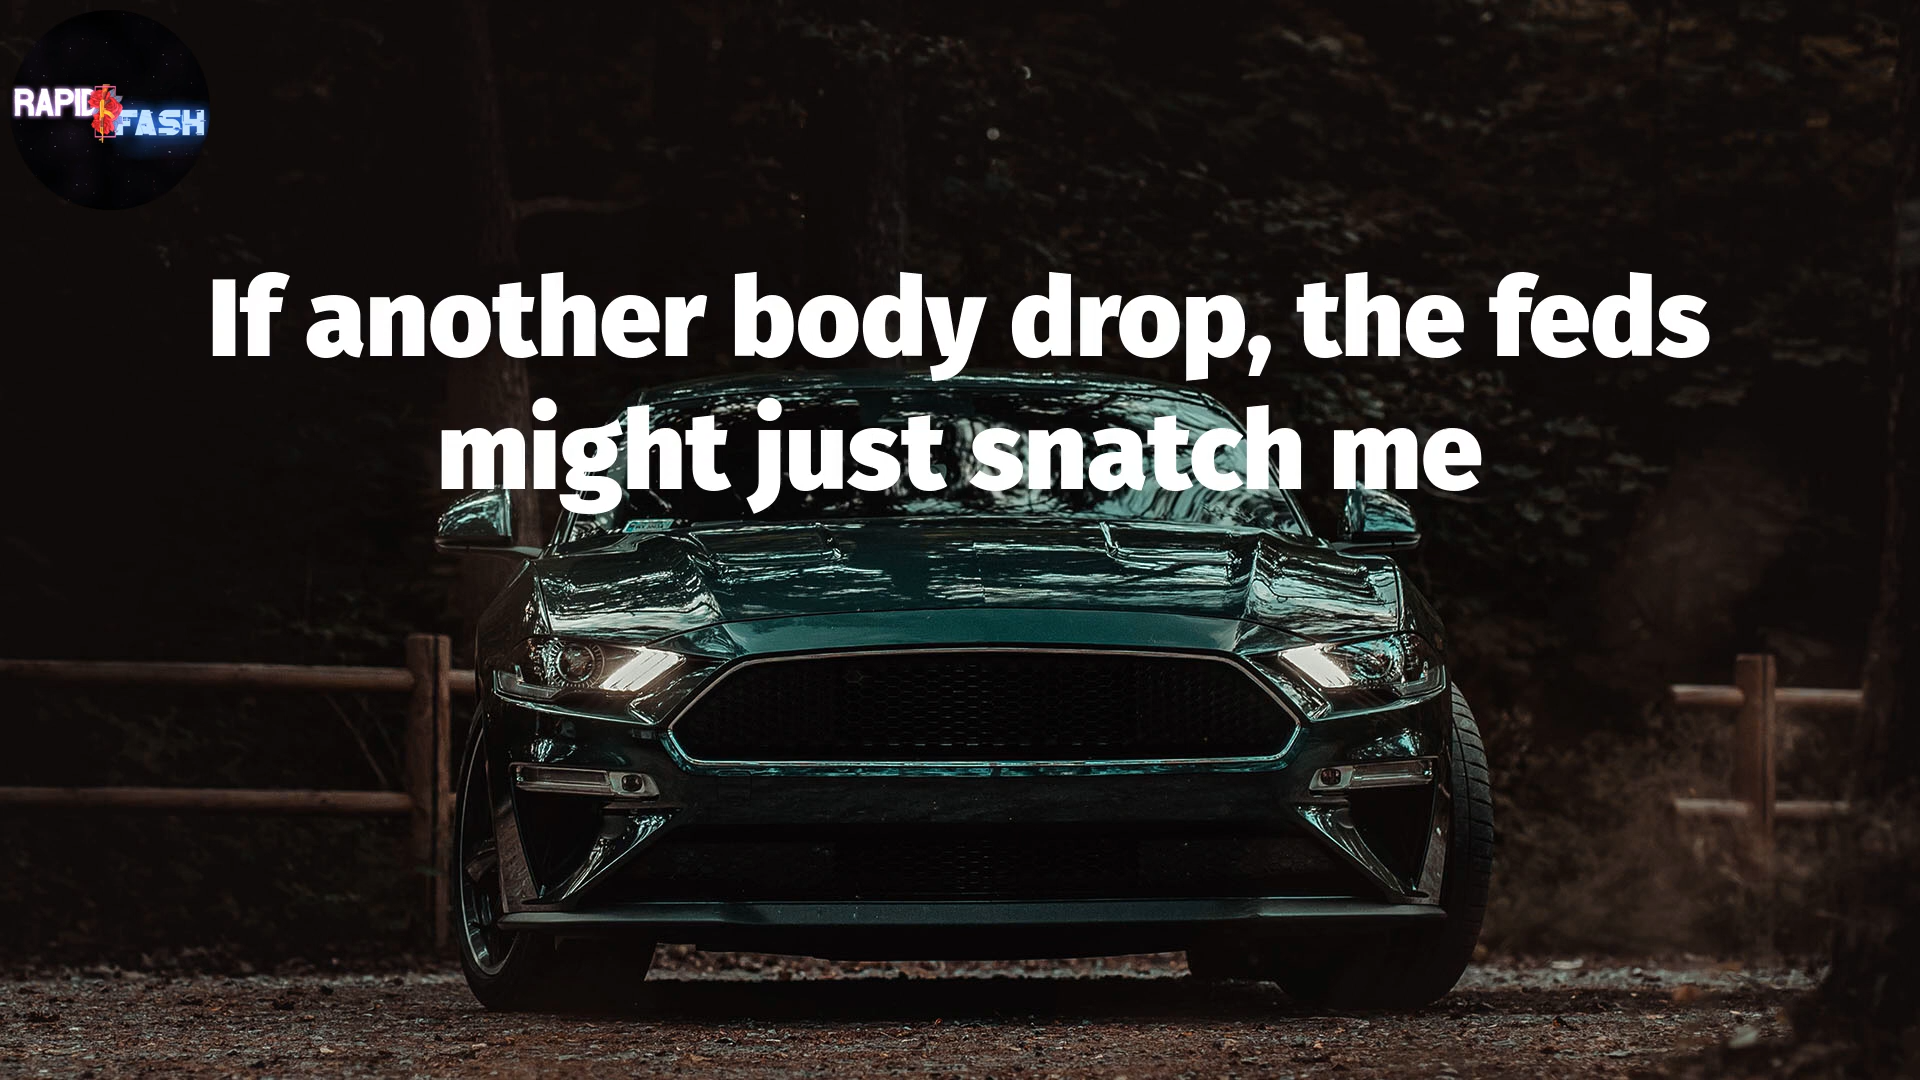 RAPID
FASH
If another body drop, the feds
might just snatch me